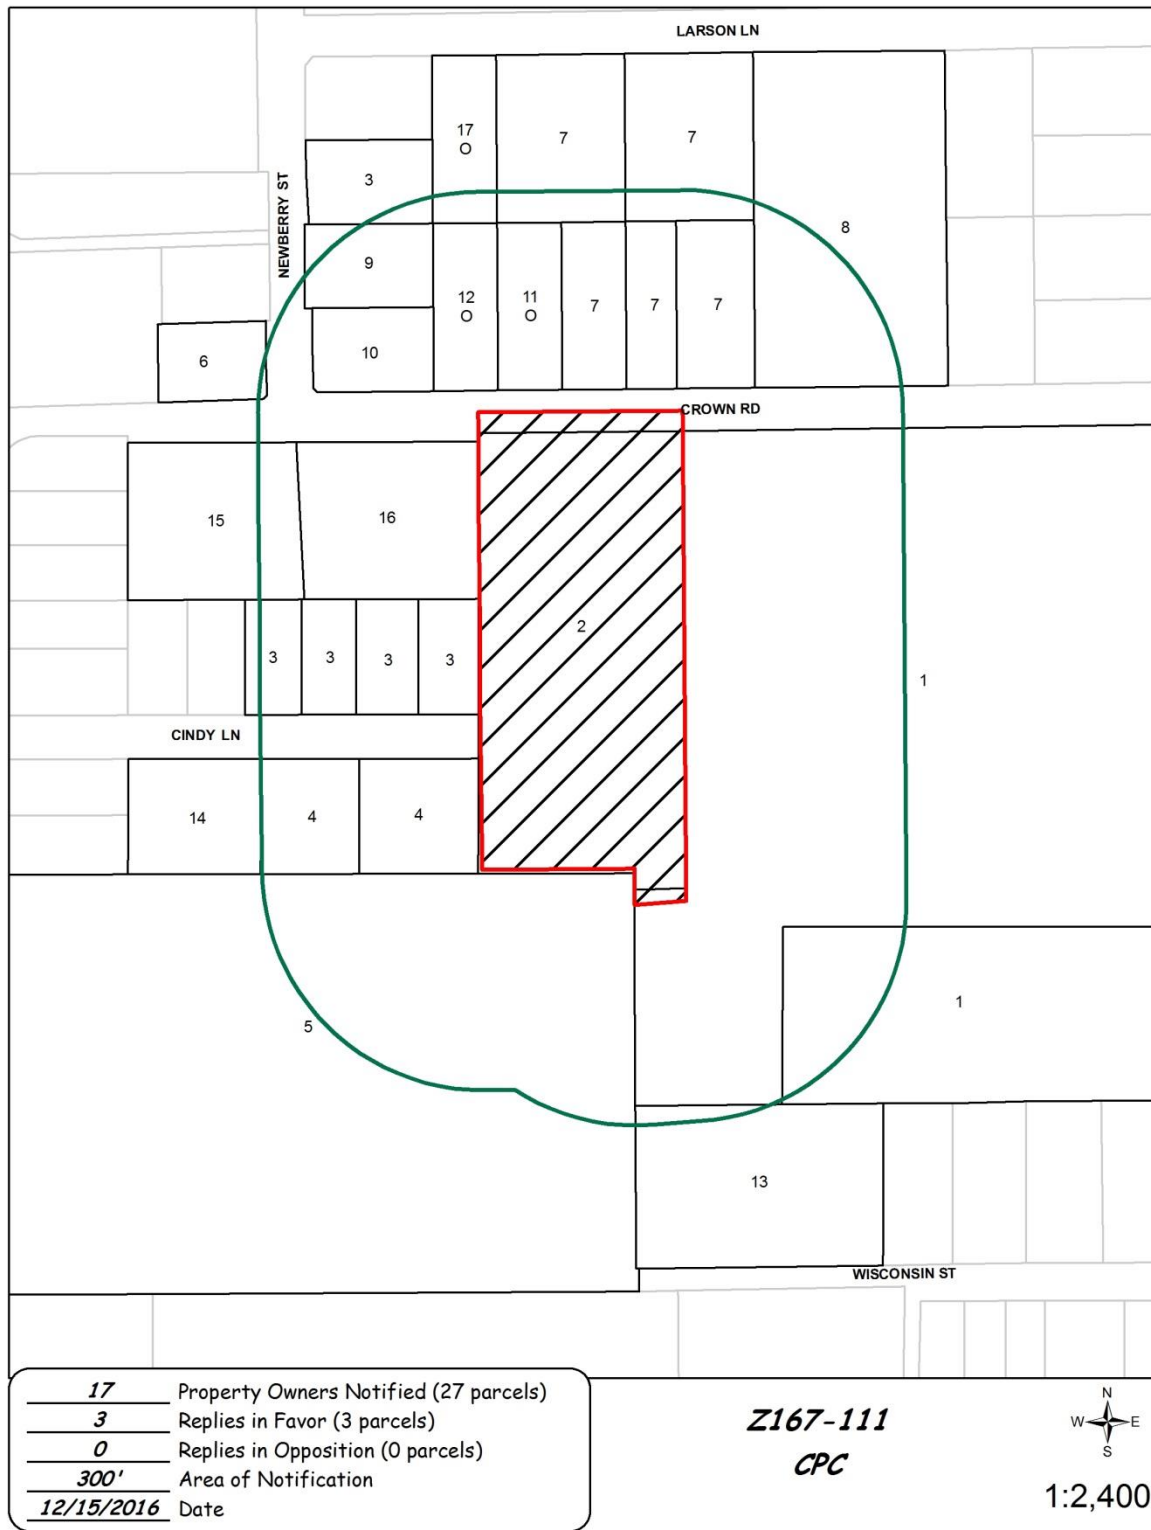 LARSON LN
17
O
7
7
3
NEWBERRY ST
8
9
12
O
11
O
7
7
7
6
10
CROWN RD
15
16
2
3
3
3
3
1
CINDY LN
14
4
4
5
1
13
WISCONSIN ST
17 Property Owners Notified (27 parcels)
3 Replies in Favor (3 parcels)
0 Replies in Opposition (0 parcels)
300' Area of Notification
12/15/2016 Date
Z167-111
CPC
N
W E
S
1:2,400